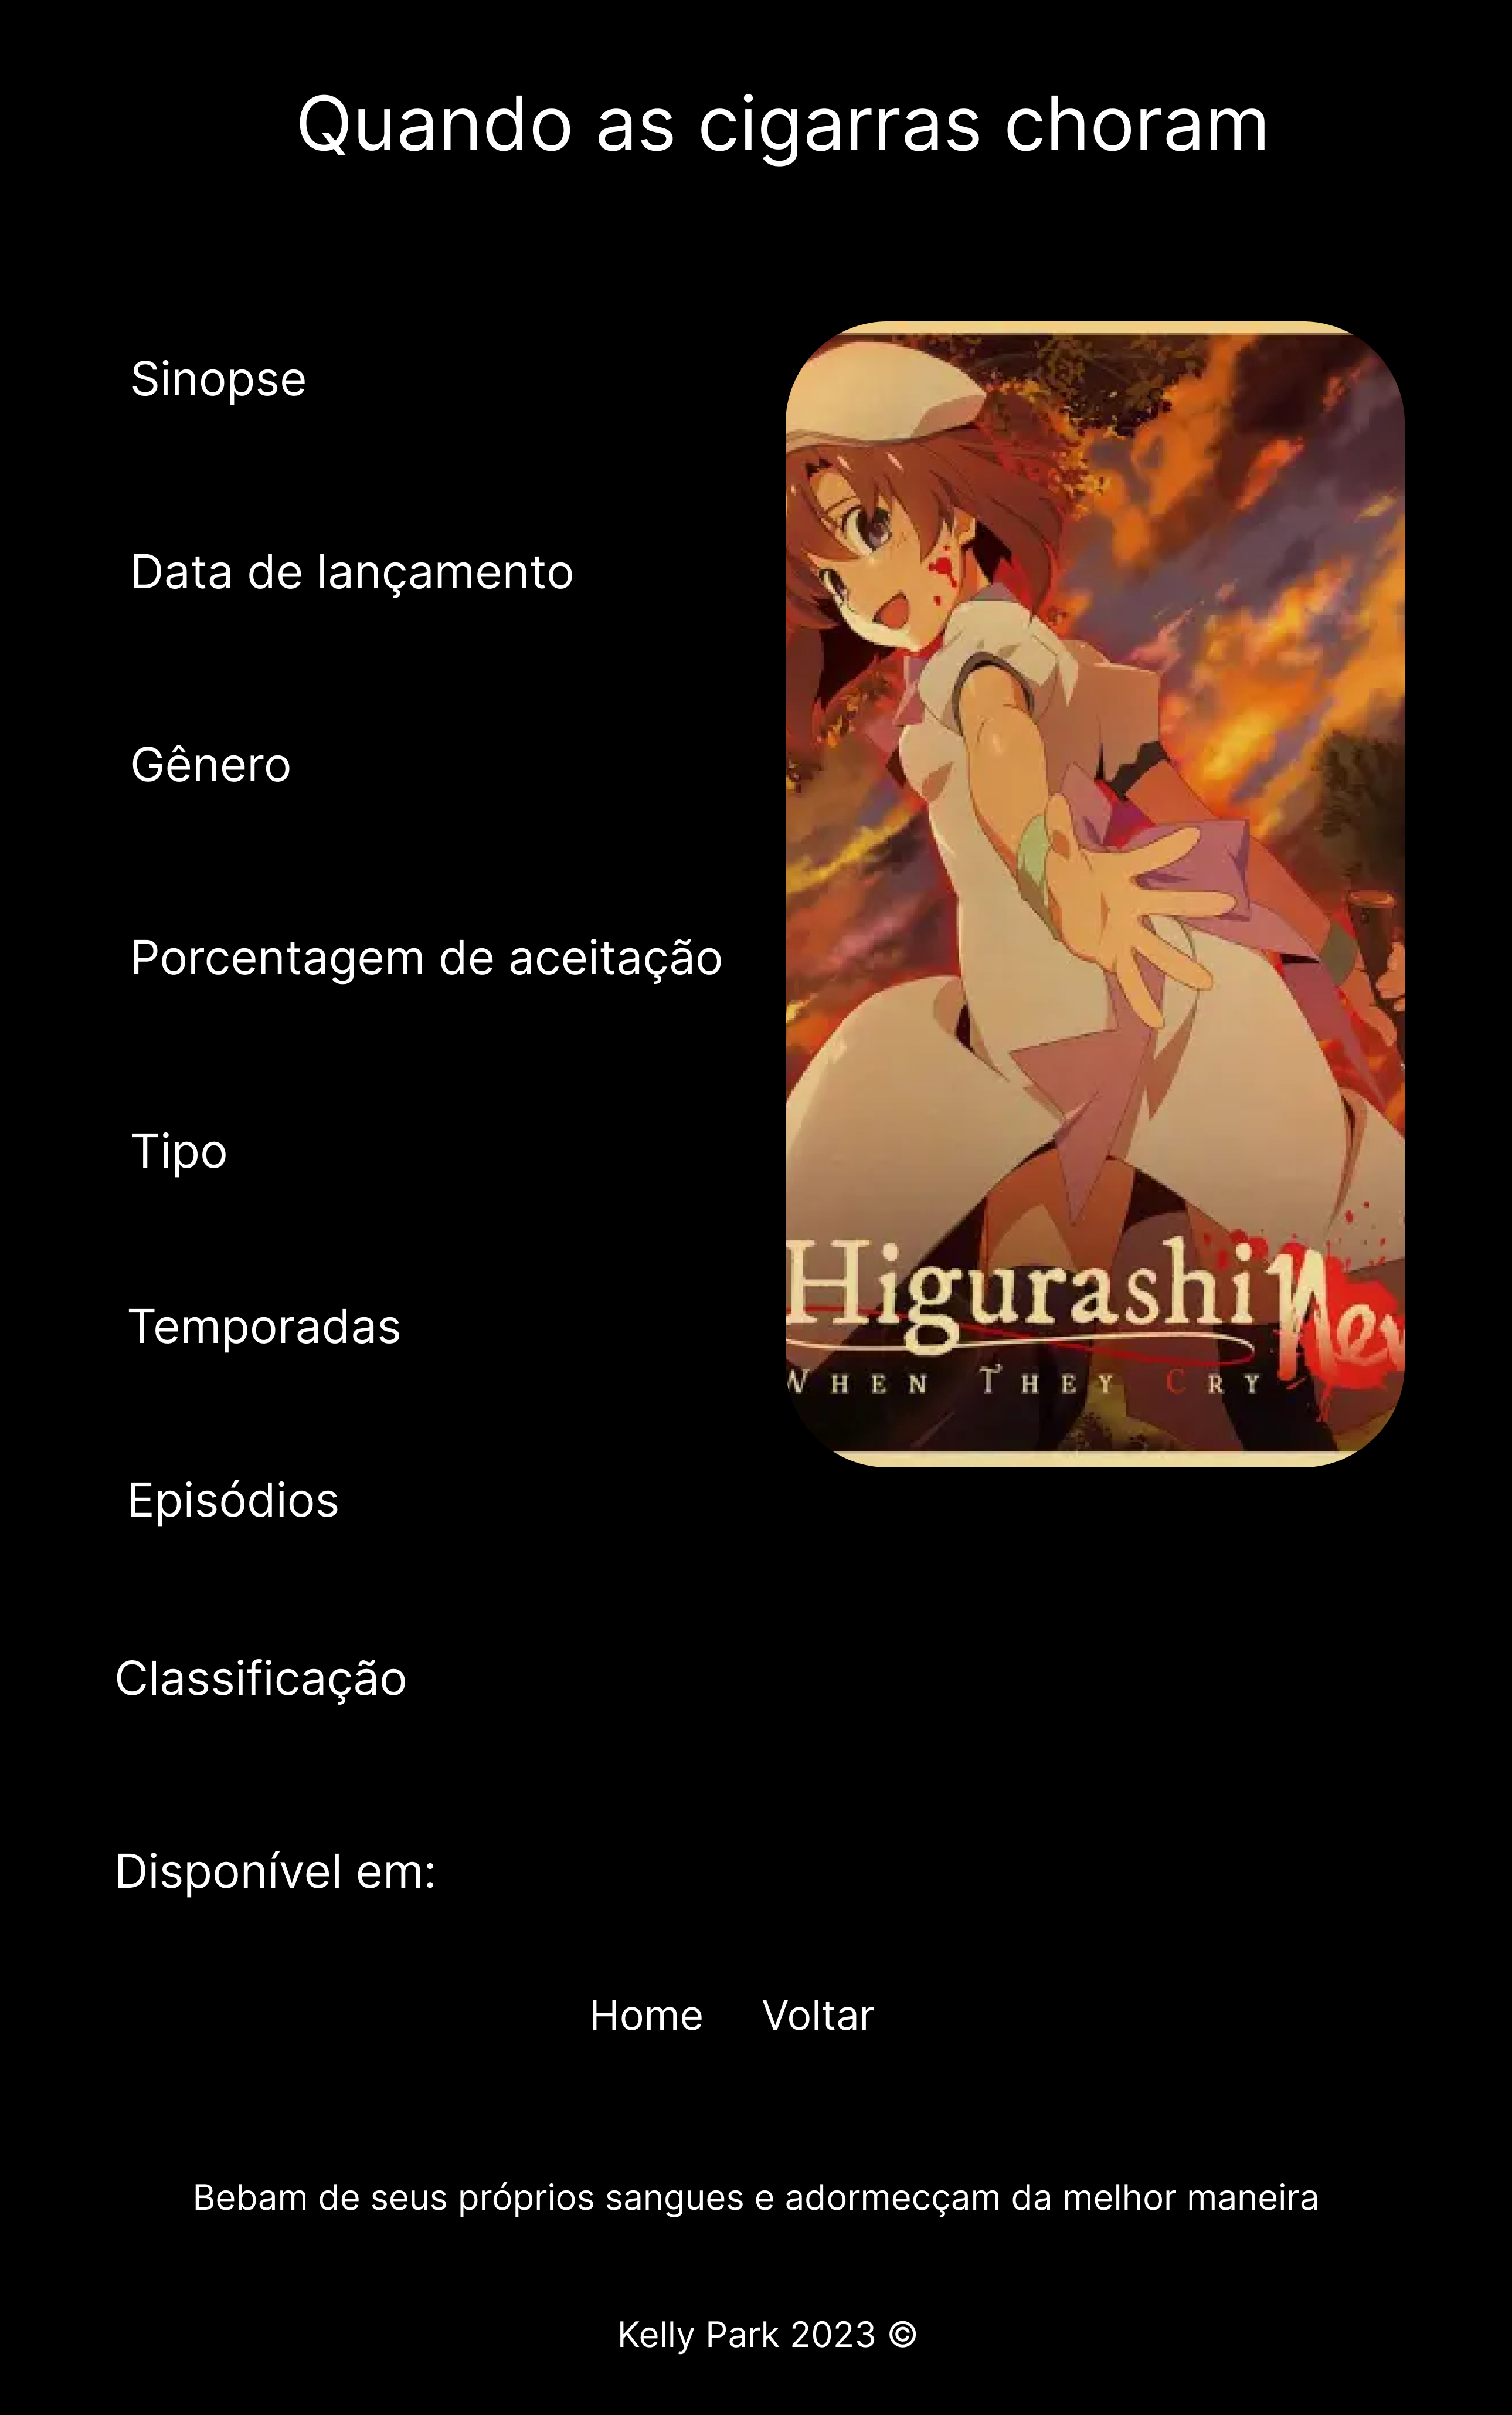 Quando as cigarras choram
Sinopse
Data de lançamento
Gênero
Porcentagem de aceitação
Tipo
Temporadas
Episódios
Classificação
Disponível em:
Higurashi New
WHEN THEY CRY
Home Voltar
Bebam de seus próprios sangues e adormecçam da melhor maneira
Kelly Park 2023 ©